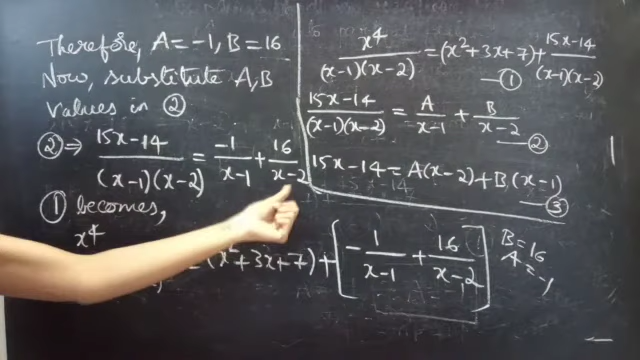 Therefore, A = -1, B = 16
Now, substitute A, B
values in ②
② ⇒ (15x-14)/((x-1)(x-2)) = -1/(x-1) + 16/(x-2)
① becomes,
x⁴
= (x²+3x+7) + [-1/(x-1) + 16/(x-2)]
x⁴/((x-1)(x-2)) = (x²+3x+7) + (15x-14)/((x-1)(x-2)) —①
(15x-14)/((x-1)(x-2)) = A/(x-1) + B/(x-2) —②
15x-14 = A(x-2) + B(x-1) —③
B = 16
A = -1